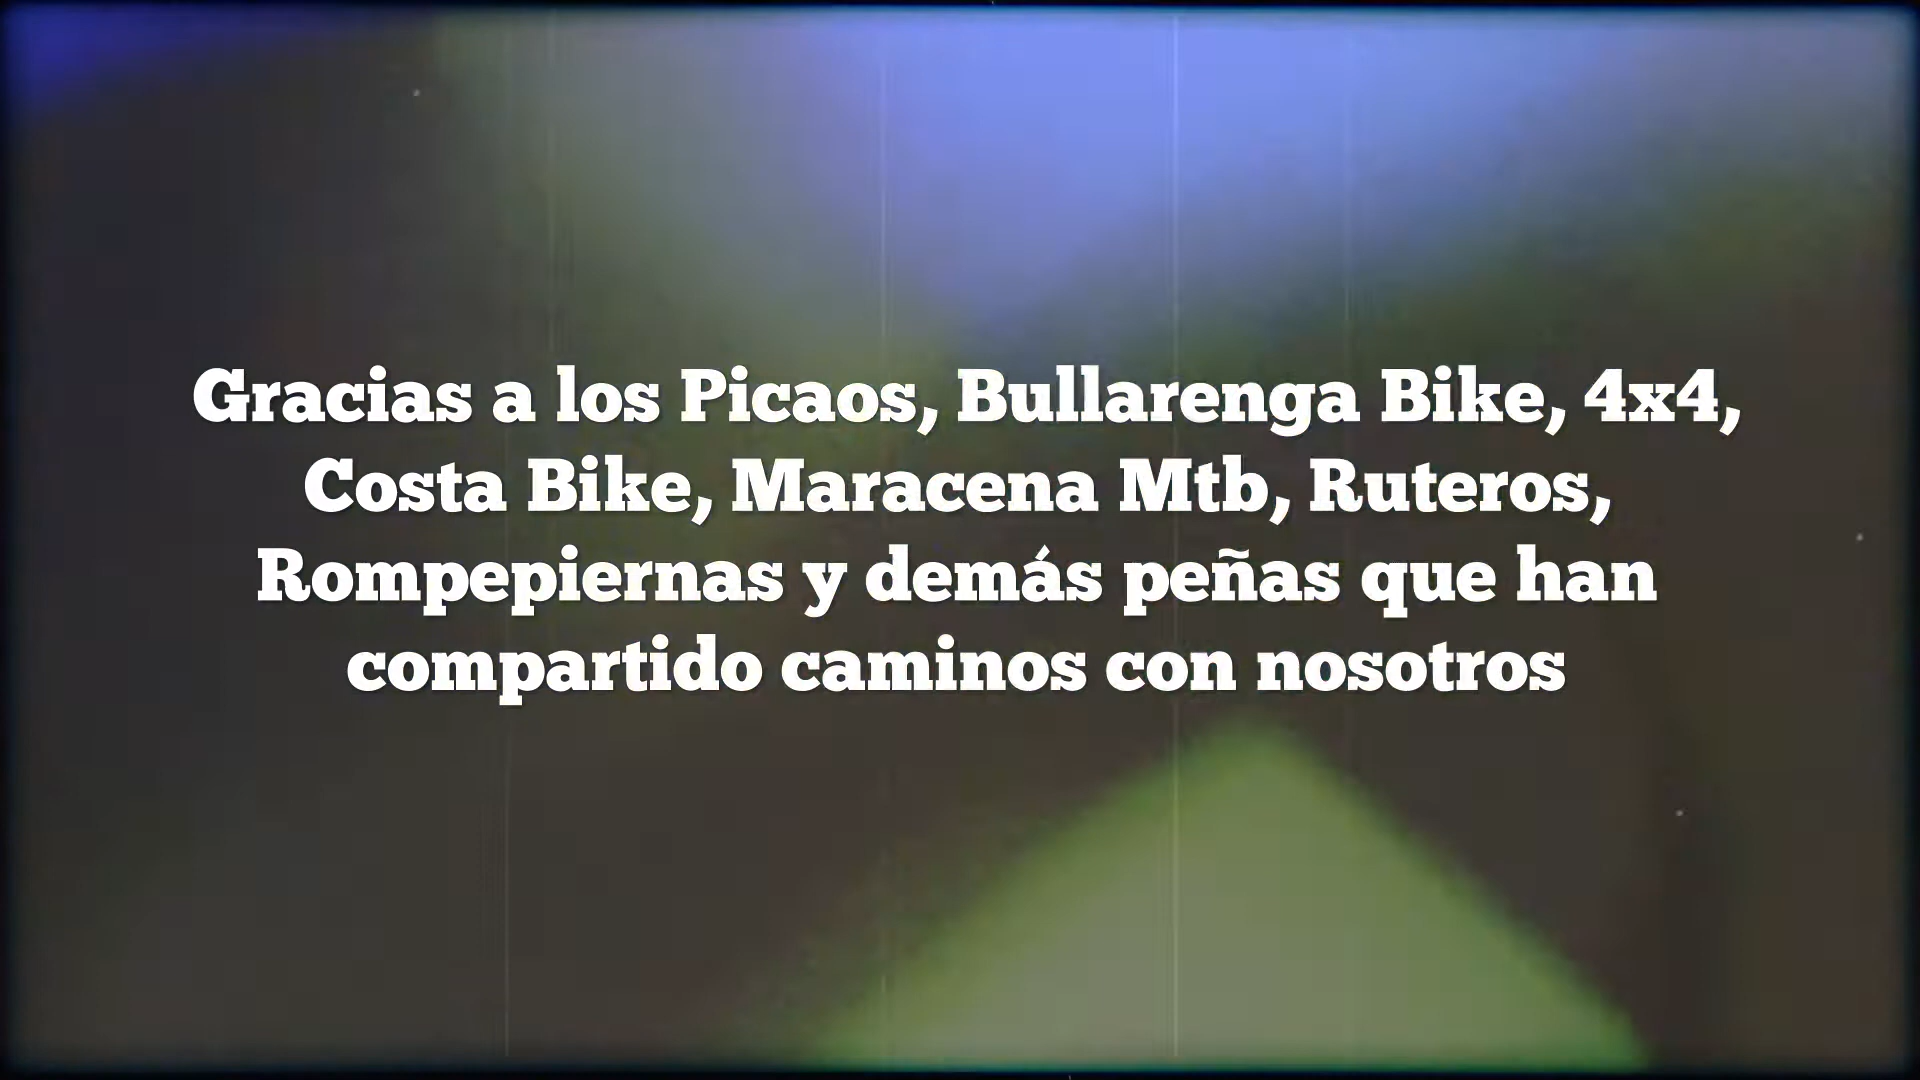 Gracias a los Picaos, Bullarenga Bike, 4x4,
Costa Bike, Maracena Mtb, Ruteros,
Rompepiernas y demás peñas que han
compartido caminos con nosotros